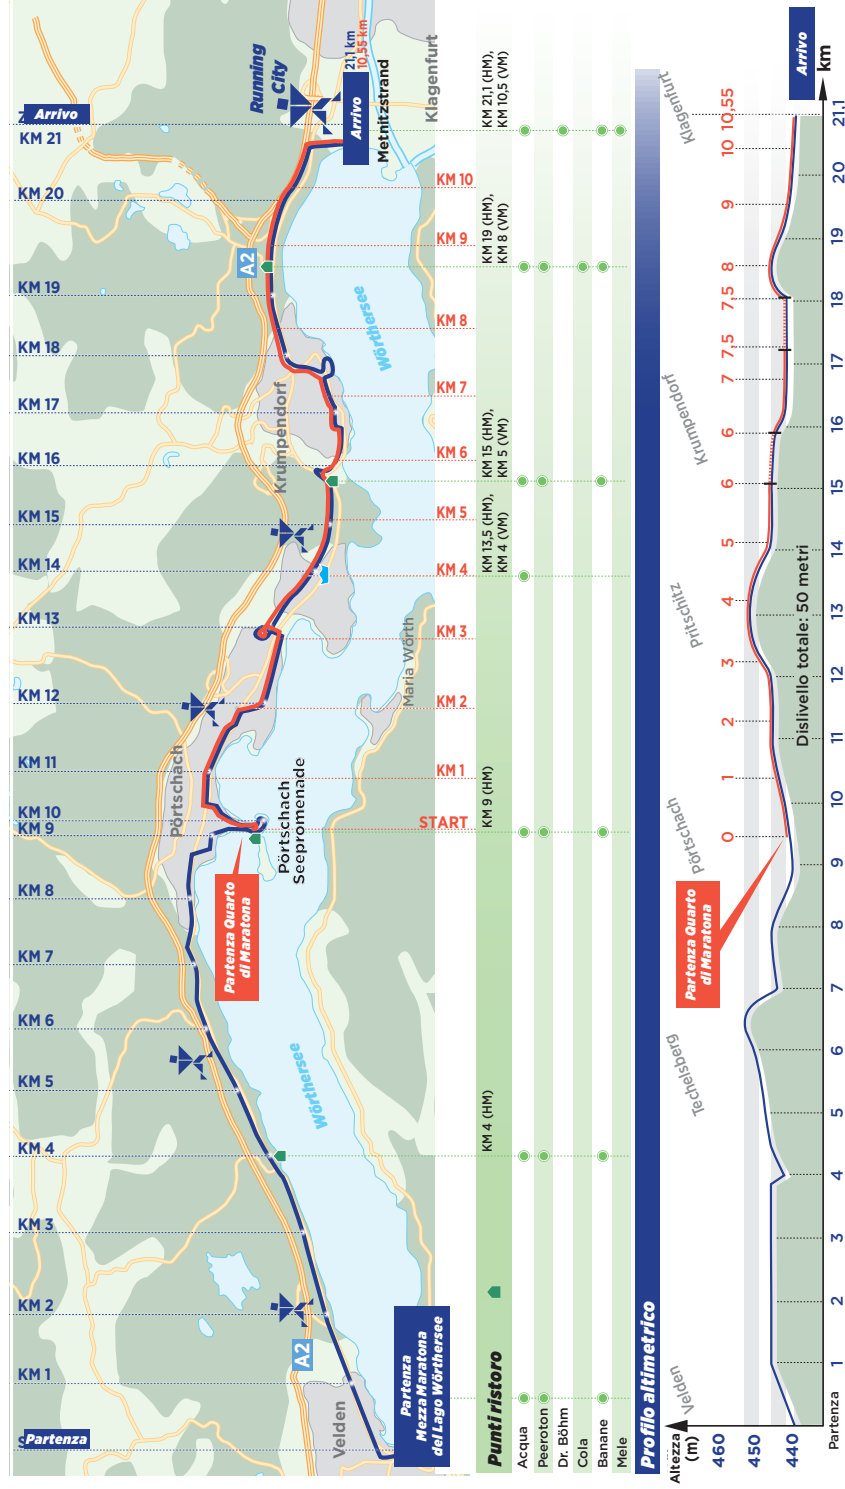 Partenza
KM 1
KM 2
KM 3
KM 4
KM 5
KM 6
KM 7
KM 8
KM 9
KM 10
KM 11
KM 12
KM 13
KM 14
KM 15
KM 16
KM 17
KM 18
KM 19
KM 20
KM 21
Arrivo
Velden
A2
Wörthersee
Pörtschach
Partenza Quarto
di Maratona
Pörtschach
Seepromenade
Maria Wörth
Krumpendorf
Wörthersee
A2
Running
City
Arrivo
21,1 km
10,55 km
Metnitzstrand
Klagenfurt
Partenza
Mezza Maratona
del Lago Wörthersee
START
KM 1
KM 2
KM 3
KM 4
KM 5
KM 6
KM 7
KM 8
KM 9
KM 10
Punti ristoro
KM 4 (HM)
KM 9 (HM)
KM 13,5 (HM),
KM 4 (VM)
KM 15 (HM),
KM 5 (VM)
KM 19 (HM),
KM 8 (VM)
KM 21,1 (HM),
KM 10,5 (VM)
Acqua
Peeroton
Dr. Böhm
Cola
Banane
Mele
Profilo altimetrico
Altezza
(m)
Velden
Techelsberg
Pörtschach
Pritschitz
Krumpendorf
Klagenfurt
Partenza Quarto
di Maratona
0 1 2 3 4 5 6 6 7 7,5 7,5 8 9 10 10,55
460
450
440
Dislivello totale: 50 metri
Arrivo
Partenza 1 2 3 4 5 6 7 8 9 10 11 12 13 14 15 16 17 18 19 20 21,1
km